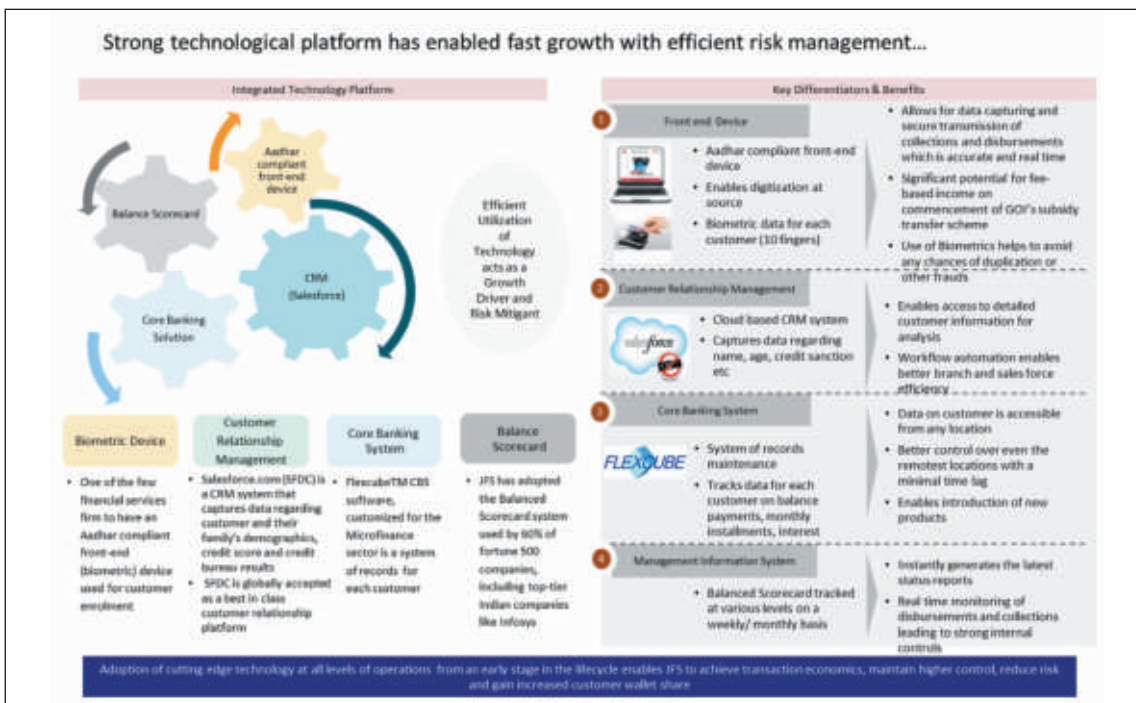 Strong technological platform has enabled fast growth with efficient risk management...
Integrated Technology Platform
Aadhar
compliant
front-end
device
Balance Scorecard
CRM
(Salesforce)
Core Banking
Solution
Efficient
Utilization
of
Technology
acts as a
Growth
Driver and
Risk Mitigant
Biometric Device
• One of the few
financial services
firm to have an
Aadhar compliant
front-end
(biometric) device
used for customer
enrolment
Customer
Relationship
Management
• Salesforce.com (SFDC) is
a CRM system that
captures data regarding
customer and their
family's demographics,
credit score and credit
bureau results
• SFDC is globally accepted
as a best in class
customer relationship
platform
Core Banking
System
• FlexcubeTM CBS
software,
customized for the
Microfinance
sector is a system
of records for
each customer
Balance
Scorecard
• JFS has adopted
the Balanced
Scorecard system
used by 60% of
fortune 500
companies,
including top-tier
Indian companies
like Infosys
Key Differentiators & Benefits
1
Front end Device
• Aadhar compliant front-end
device
• Enables digitization at
source
• Biometric data for each
customer (10 fingers)
• Allows for data capturing and
secure transmission of
collections and disbursements
which is accurate and real time
• Significant potential for fee-
based income on
commencement of GOI's subsidy
transfer scheme
• Use of Biometrics helps to avoid
any chances of duplication or
other frauds
2
Customer Relationship Management
salesforce
• Cloud based CRM system
• Captures data regarding
name, age, credit sanction
etc
• Enables access to detailed
customer information for
analysis
• Workflow automation enables
better branch and sales force
efficiency
3
Core Banking System
FLEXCUBE
• System of records
maintenance
• Tracks data for each
customer on balance
payments, monthly
installments, interest
• Data on customer is accessible
from any location
• Better control over even the
remotest locations with a
minimal time lag
• Enables introduction of new
products
4
Management Information System
• Balanced Scorecard tracked
at various levels on a
weekly/ monthly basis
• Instantly generates the latest
status reports
• Real time monitoring of
disbursements and collections
leading to strong internal
controls
Adoption of cutting edge technology at all levels of operations from an early stage in the lifecycle enables JFS to achieve transaction economics, maintain higher control, reduce risk
and gain increased customer wallet share